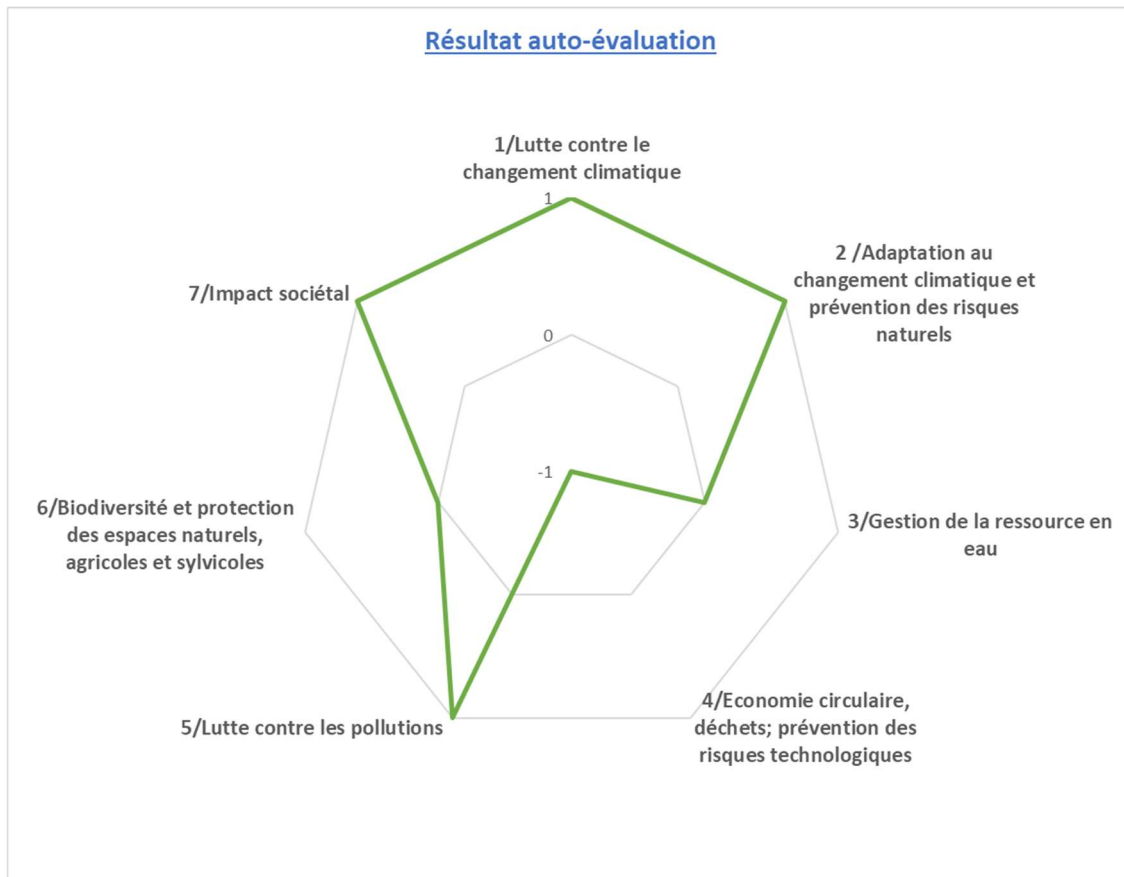 Résultat auto-évaluation
1/Lutte contre le
changement climatique
1
2 /Adaptation au
changement climatique et
prévention des risques
naturels
7/Impact sociétal
0
-1
6/Biodiversité et protection
des espaces naturels,
agricoles et sylvicoles
3/Gestion de la ressource en
eau
4/Economie circulaire,
déchets; prévention des
risques technologiques
5/Lutte contre les pollutions